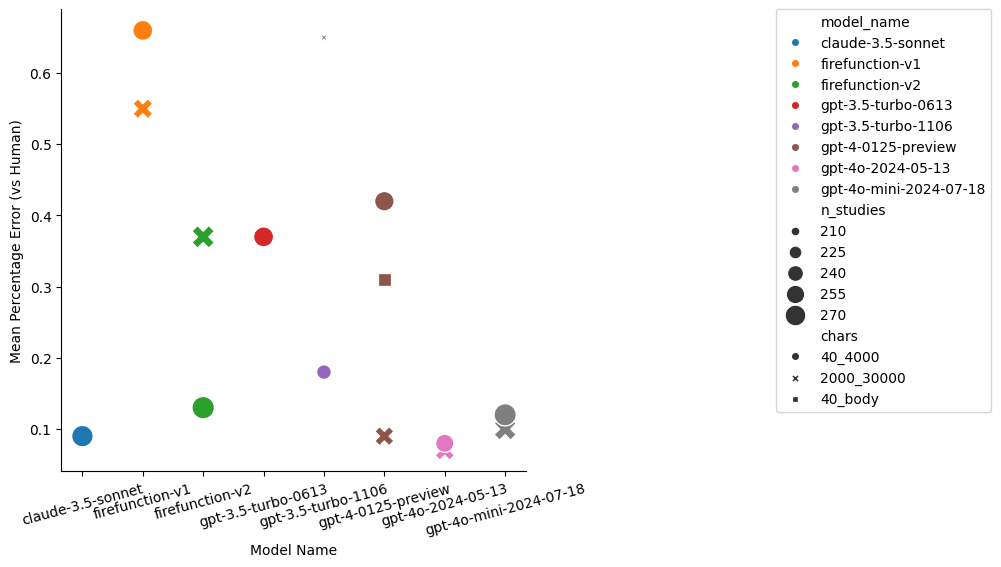 Mean Percentage Error (vs Human)
0.6
0.5
0.4
0.3
0.2
0.1
claude-3.5-sonnet
firefunction-v1
firefunction-v2
gpt-3.5-turbo-0613
gpt-3.5-turbo-1106
gpt-4-0125-preview
gpt-4o-2024-05-13
gpt-4o-mini-2024-07-18
Model Name
model_name
claude-3.5-sonnet
firefunction-v1
firefunction-v2
gpt-3.5-turbo-0613
gpt-3.5-turbo-1106
gpt-4-0125-preview
gpt-4o-2024-05-13
gpt-4o-mini-2024-07-18
n_studies
210
225
240
255
270
chars
40_4000
2000_30000
40_body